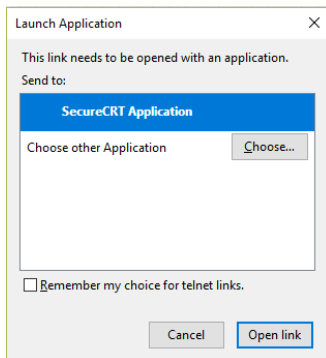 Launch Application
This link needs to be opened with an application.
Send to:
SecureCRT Application
Choose other Application
Choose...
Remember my choice for telnet links.
Cancel
Open link